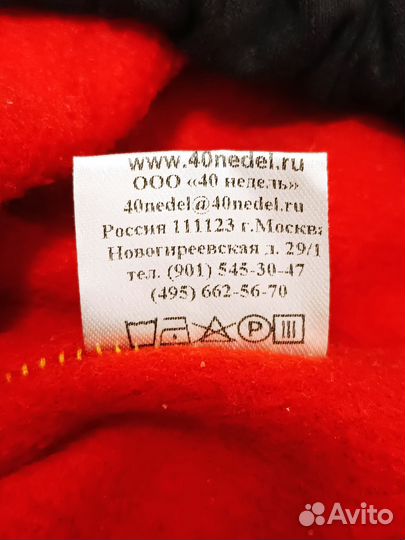 www.40nedel.ru
ООО «40 недель»
40nedel@40nedel.ru
Россия 111123 г.Москва
Новогиреевская д. 29/1
тел. (901) 545-30-47
(495) 662-56-70
P
Avito